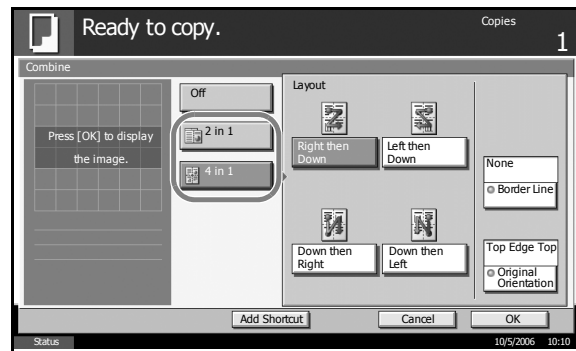 Ready to copy.
Copies
1
Combine
Press [OK] to display
the image.
Off
2 in 1
4 in 1
Layout
Right then
Down
Left then
Down
Down then
Right
Down then
Left
None
Border Line
Top Edge Top
Original
Orientation
Add Shortcut
Cancel
OK
Status
10/5/2006 10:10